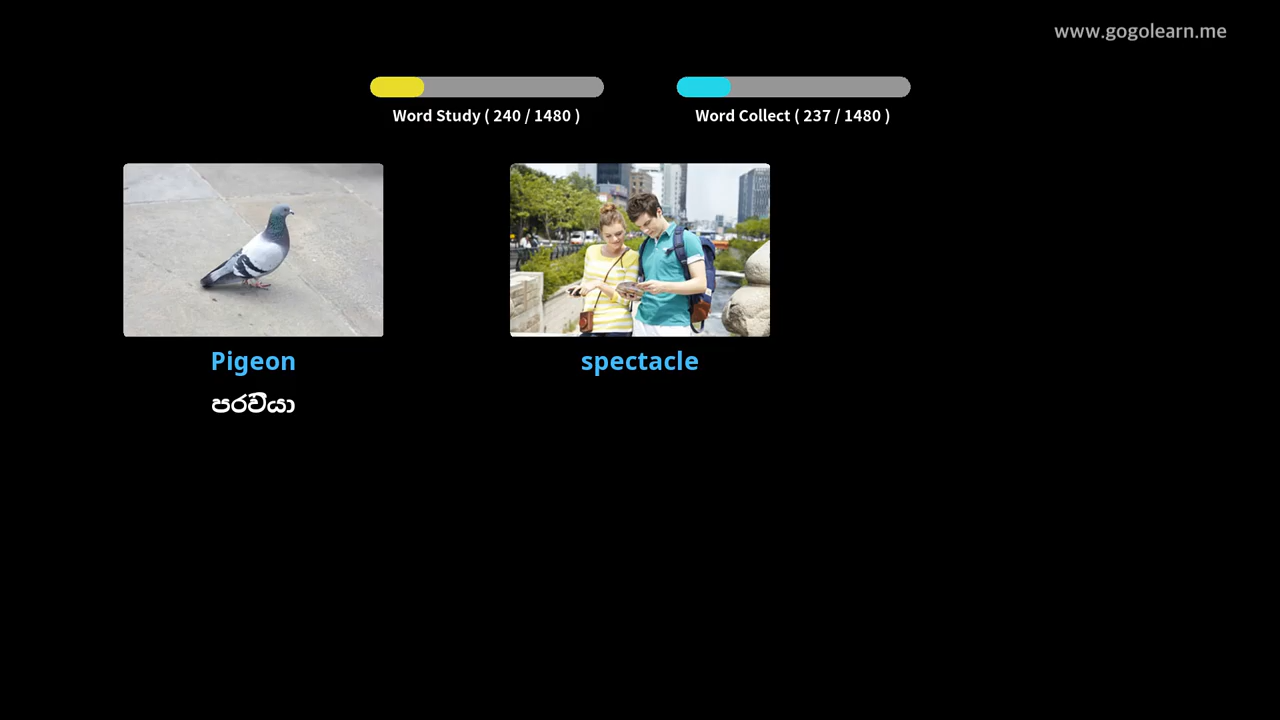 www.gogolearn.me
Word Study ( 240 / 1480 )
Word Collect ( 237 / 1480 )
Pigeon
spectacle
පරවියා